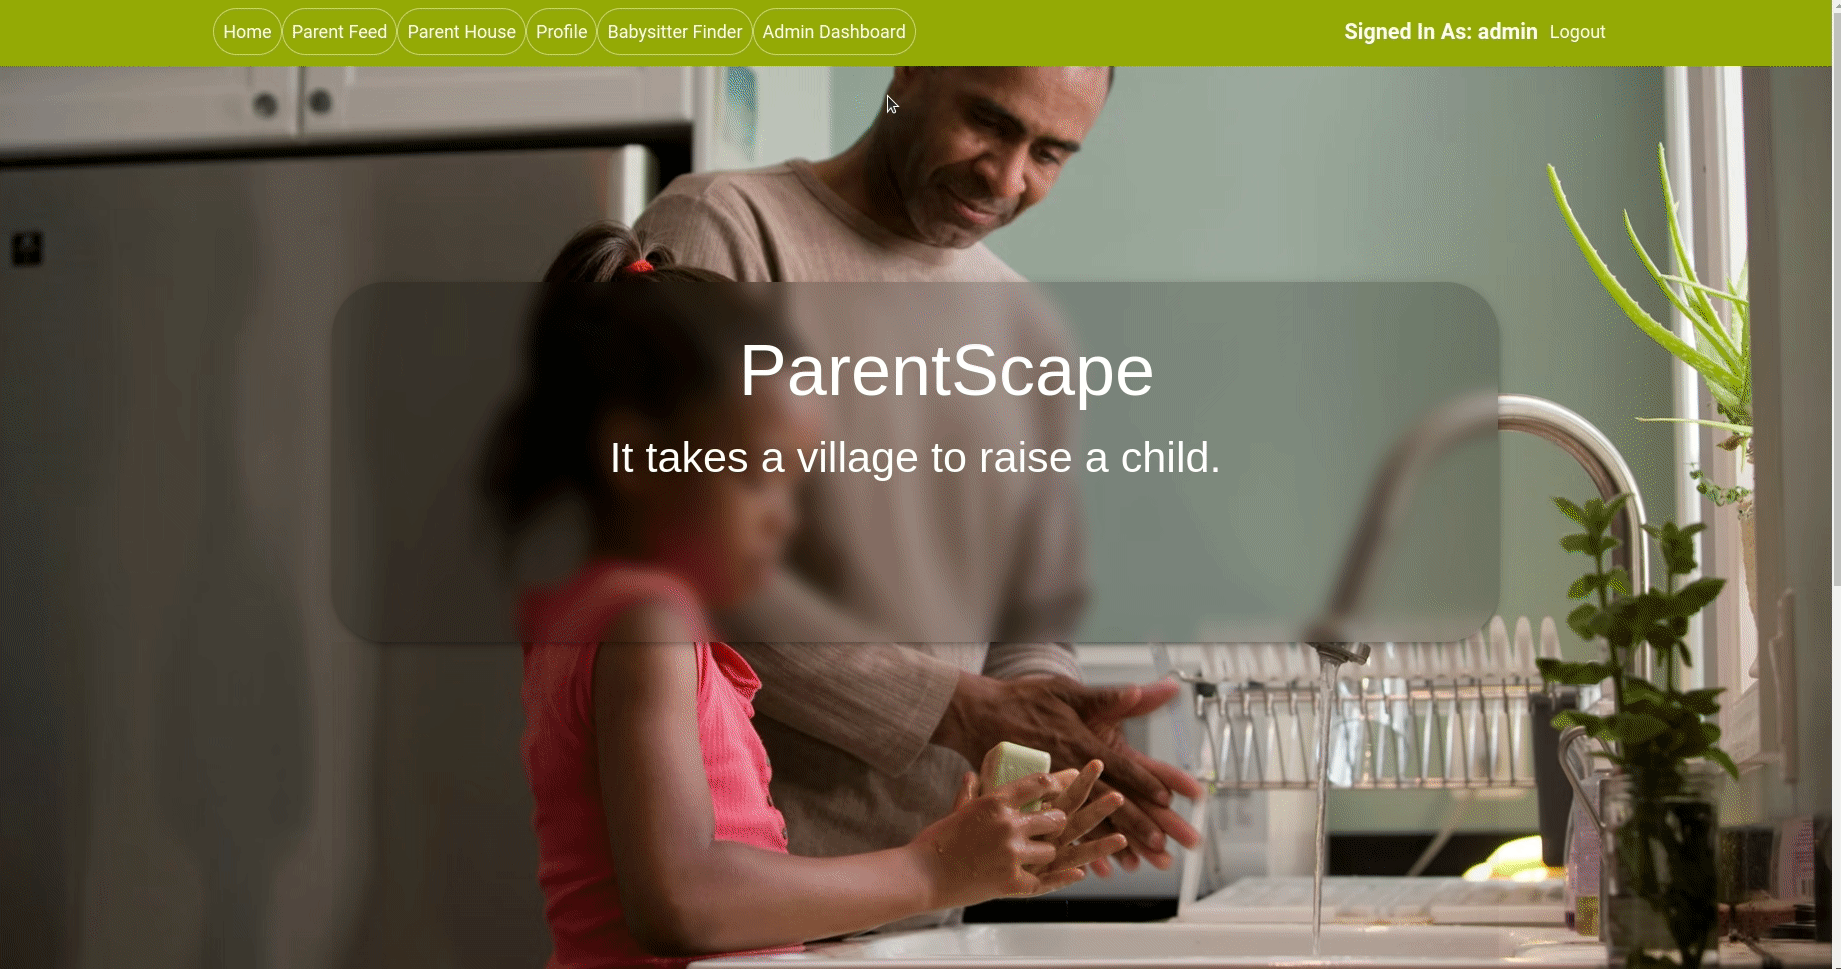 Home Parent Feed Parent House Profile Babysitter Finder Admin Dashboard Signed In As: admin Logout
ParentScape
It takes a village to raise a child.